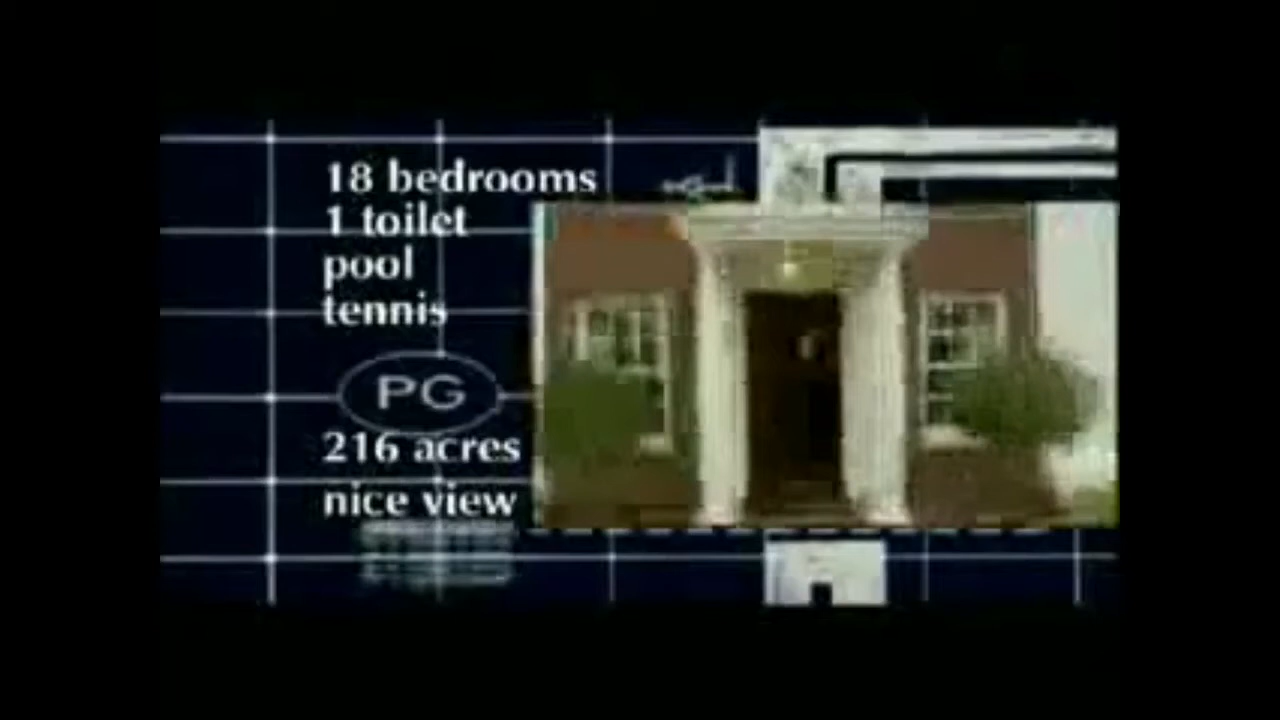 18 bedrooms
1 toilet
pool
tennis
PG
216 acres
nice view